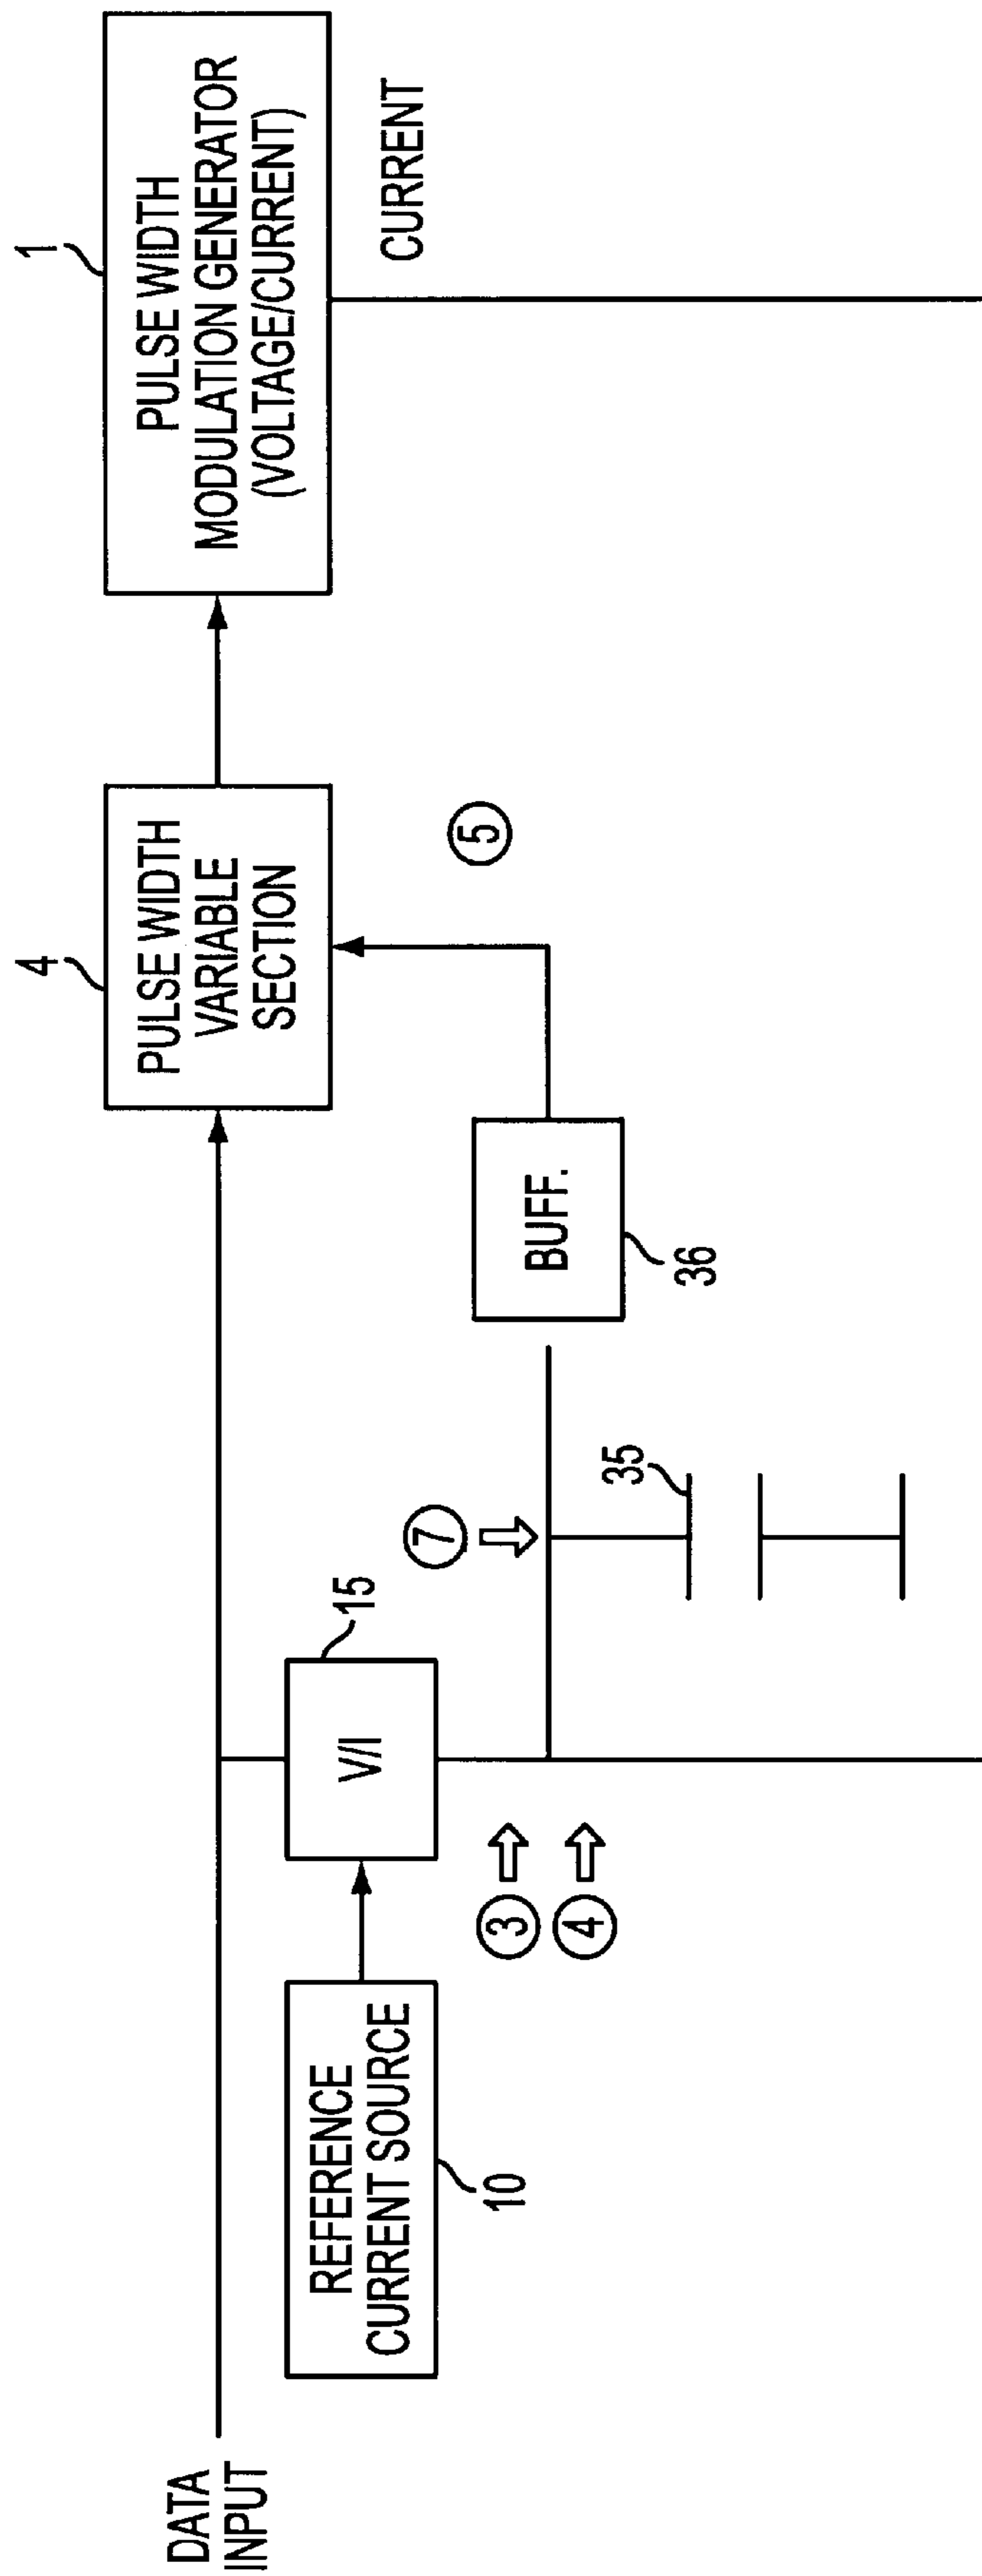 DATA
INPUT
REFERENCE
CURRENT SOURCE
10
V/I
15
③
④
⑦
35
BUFF.
36
4
PULSE WIDTH
VARIABLE
SECTION
⑤
1
PULSE WIDTH
MODULATION GENERATOR
(VOLTAGE/CURRENT)
CURRENT